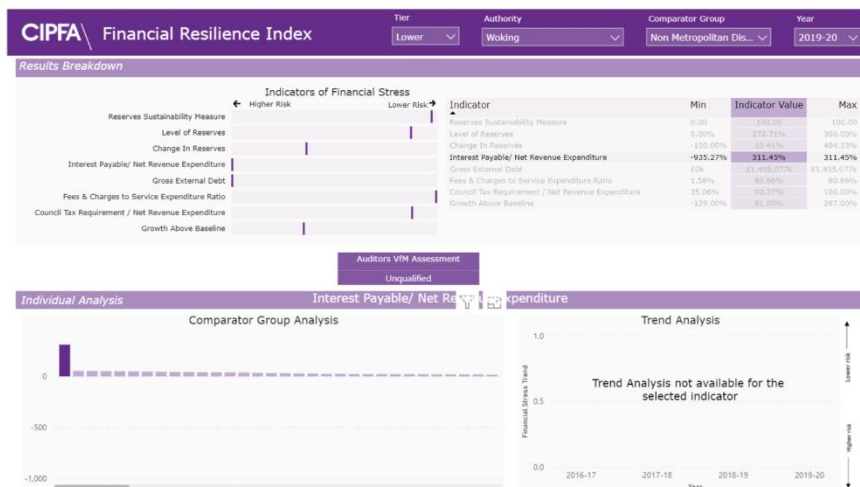 CIPFA\ Financial Resilience Index
Tier
Lower
Authority
Woking
Comparator Group
Non Metropolitan Dis...
Year
2019-20
Results Breakdown
Indicators of Financial Stress
Higher Risk
Lower Risk
Reserves Sustainability Measure
Level of Reserves
Change In Reserves
Interest Payable/ Net Revenue Expenditure
Gross External Debt
Fees & Charges to Service Expenditure Ratio
Council Tax Requirement / Net Revenue Expenditure
Growth Above Baseline
Indicator Min Indicator Value Max
Reserves Sustainability Measure 0.00 100.00 100.00
Level of Reserves 0.00% 272.71% 300.00%
Change In Reserves -100.00% 13.41% 404.33%
Interest Payable/ Net Revenue Expenditure -935.27% 311.45% 311.45%
Gross External Debt £0k £1,405,077k £1,405,077k
Fees & Charges to Service Expenditure Ratio 1.58% 80.66% 80.66%
Council Tax Requirement / Net Revenue Expenditure 35.06% 93.27% 100.00%
Growth Above Baseline -129.00% 61.00% 287.00%
Auditors VfM Assessment
Unqualified
Individual Analysis
Interest Payable/ Net Revenue Expenditure
Comparator Group Analysis
0
-500
-1,000
Trend Analysis
1.0
0.5
0.0
Financial Stress Trend
Trend Analysis not available for the
selected indicator
2016-17 2017-18 2018-19 2019-20
Year
Lower risk
Higher risk